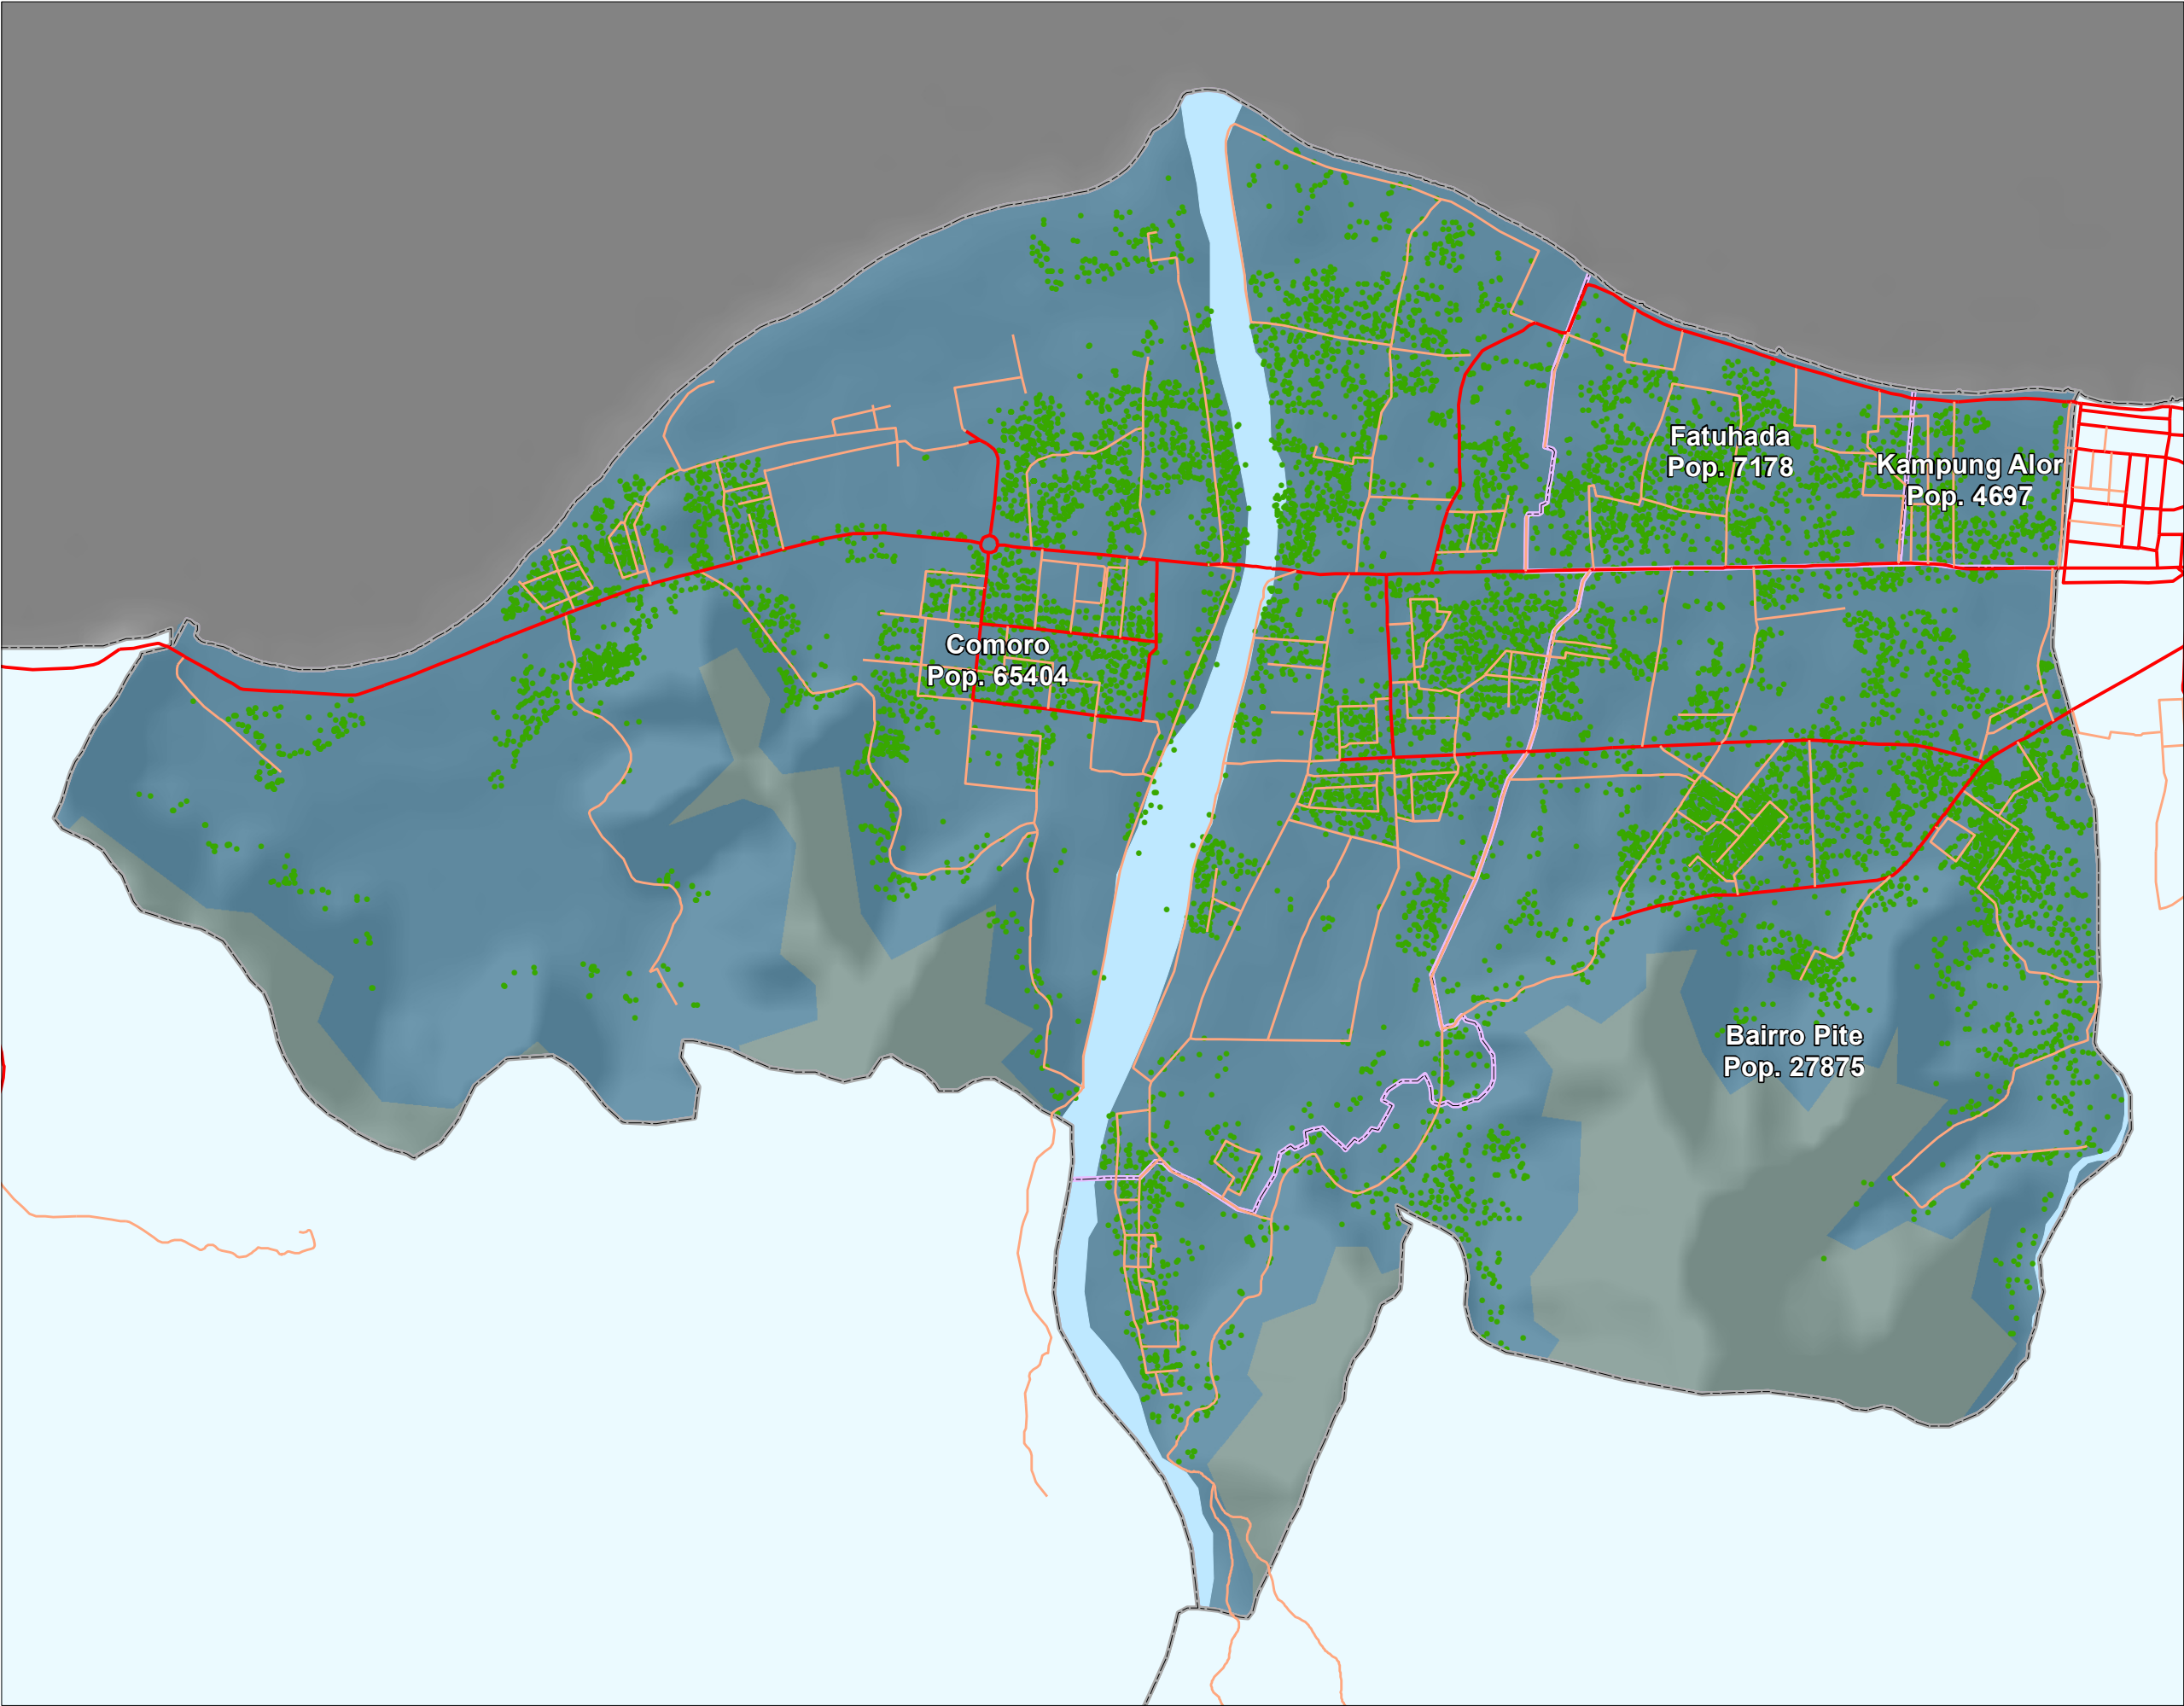 Fatuhada
Pop. 7178
Kampung Alor
Pop. 4697
Comoro
Pop. 65404
Bairro Pite
Pop. 27875